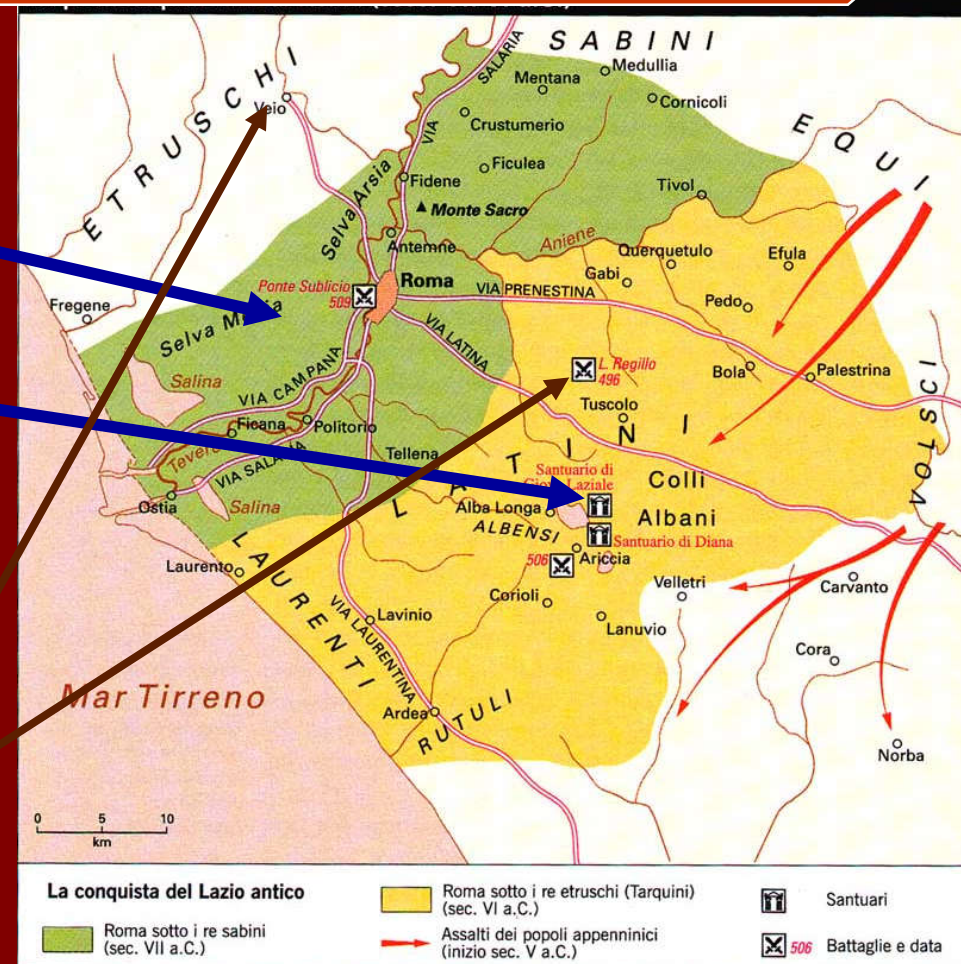 SABINI
ETRUSCHI
EQUI
Medullia
Mentana
VIA SALARIA
Cornicoli
Veio
Crustumerio
Ficulea
Fidene
Tivol
Selva Arsia
Monte Sacro
Antemne
Aniene
Querquetulo
Efula
Gabi
Ponte Sublicio
509
Roma
VIA PRENESTINA
Pedo
Fregene
Selva
VIA LATINA
Salina
L. Regillo
496
Bola
Palestrina
VIA CAMPANA
Tuscolo
ISTOA
Ficana
Politorio
LATINI
Tevere
VIA SALARIA
Tellena
Santuario di
Laziale
Colli
Albani
Salina
Ostia
Alba Longa
ALBENSI
Santuario di Diana
506
Ariccia
Laurento
LAURENTI
Velletri
Carvanto
Corioli
Lavinio
Lanuvio
VIA LAURENTINA
Cora
Mar Tirreno
Ardea
RUTULI
Norba
0 5 10
km
La conquista del Lazio antico
Roma sotto i re sabini
(sec. VII a.C.)
Roma sotto i re etruschi (Tarquini)
(sec. VI a.C.)
Assalti dei popoli appenninici
(inizio sec. V a.C.)
Santuari
506 Battaglie e data